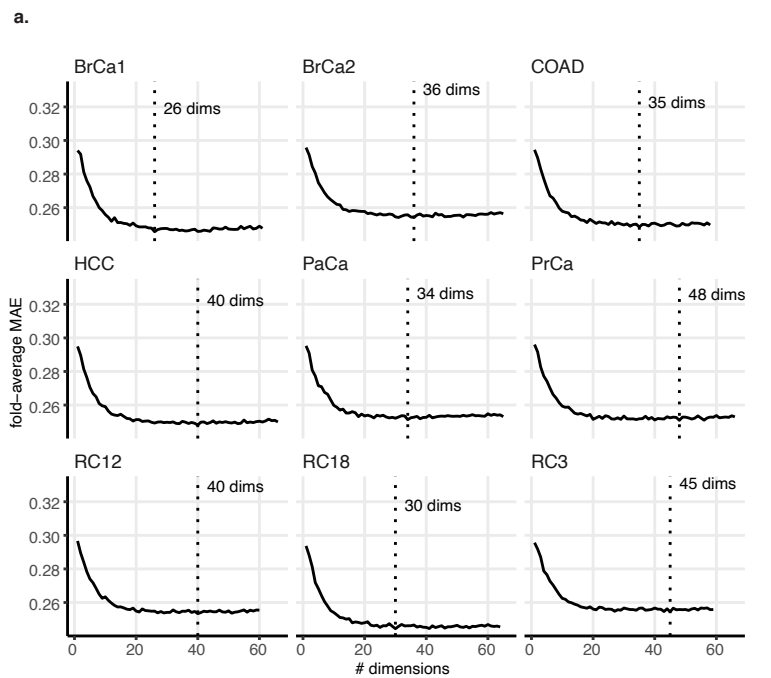 a.
BrCa1
BrCa2
COAD
0.32
0.30
0.28
0.26
26 dims
36 dims
35 dims
HCC
PaCa
PrCa
0.32
0.30
0.28
0.26
40 dims
34 dims
48 dims
fold−average MAE
RC12
RC18
RC3
0.32
0.30
0.28
0.26
40 dims
30 dims
45 dims
0 20 40 60
0 20 40 60
0 20 40 60
# dimensions